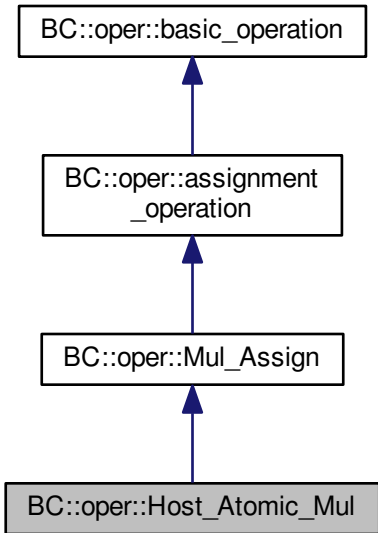 BC::oper::basic_operation
BC::oper::assignment
_operation
BC::oper::Mul_Assign
BC::oper::Host_Atomic_Mul